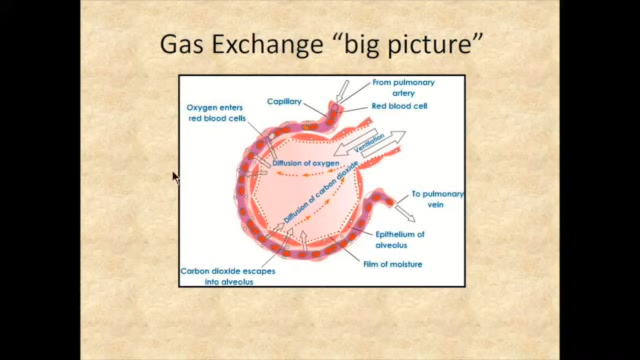 Gas Exchange “big picture”
From pulmonary
artery
Capillary
Red blood cell
Oxygen enters
red blood cells
Ventilation
Diffusion of oxygen
Diffusion of carbon dioxide
To pulmonary
vein
Epithelium of
alveolus
Film of moisture
Carbon dioxide escapes
into alveolus